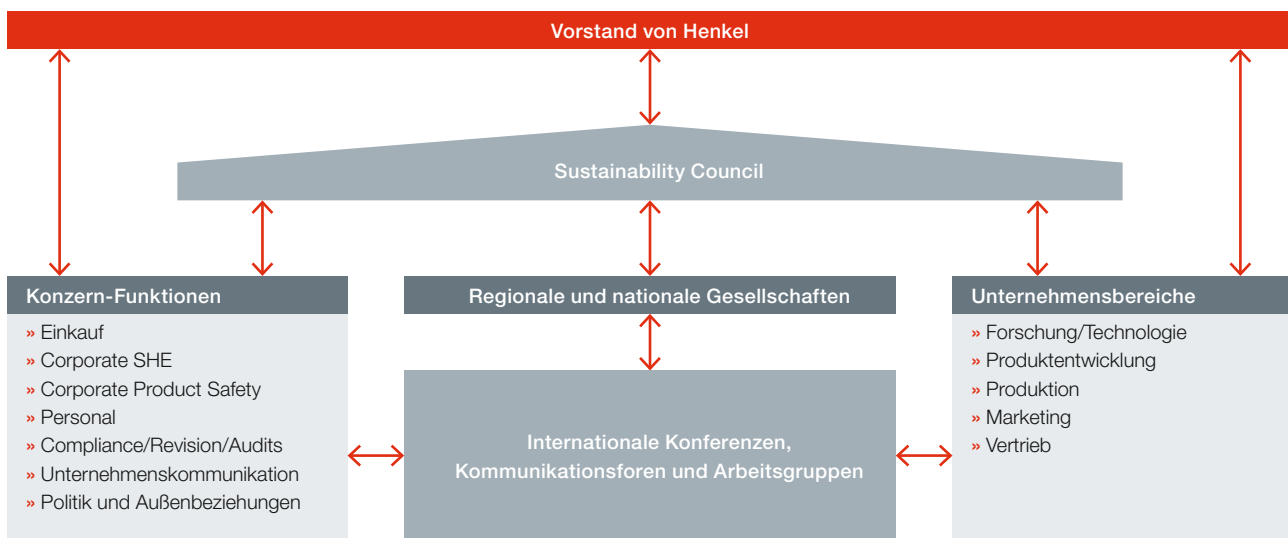 Vorstand von Henkel
Sustainability Council
Konzern-Funktionen
» Einkauf
» Corporate SHE
» Corporate Product Safety
» Personal
» Compliance/Revision/Audits
» Unternehmenskommunikation
» Politik und Außenbeziehungen
Regionale und nationale Gesellschaften
Internationale Konferenzen,
Kommunikationsforen und Arbeitsgruppen
Unternehmensbereiche
» Forschung/Technologie
» Produktentwicklung
» Produktion
» Marketing
» Vertrieb